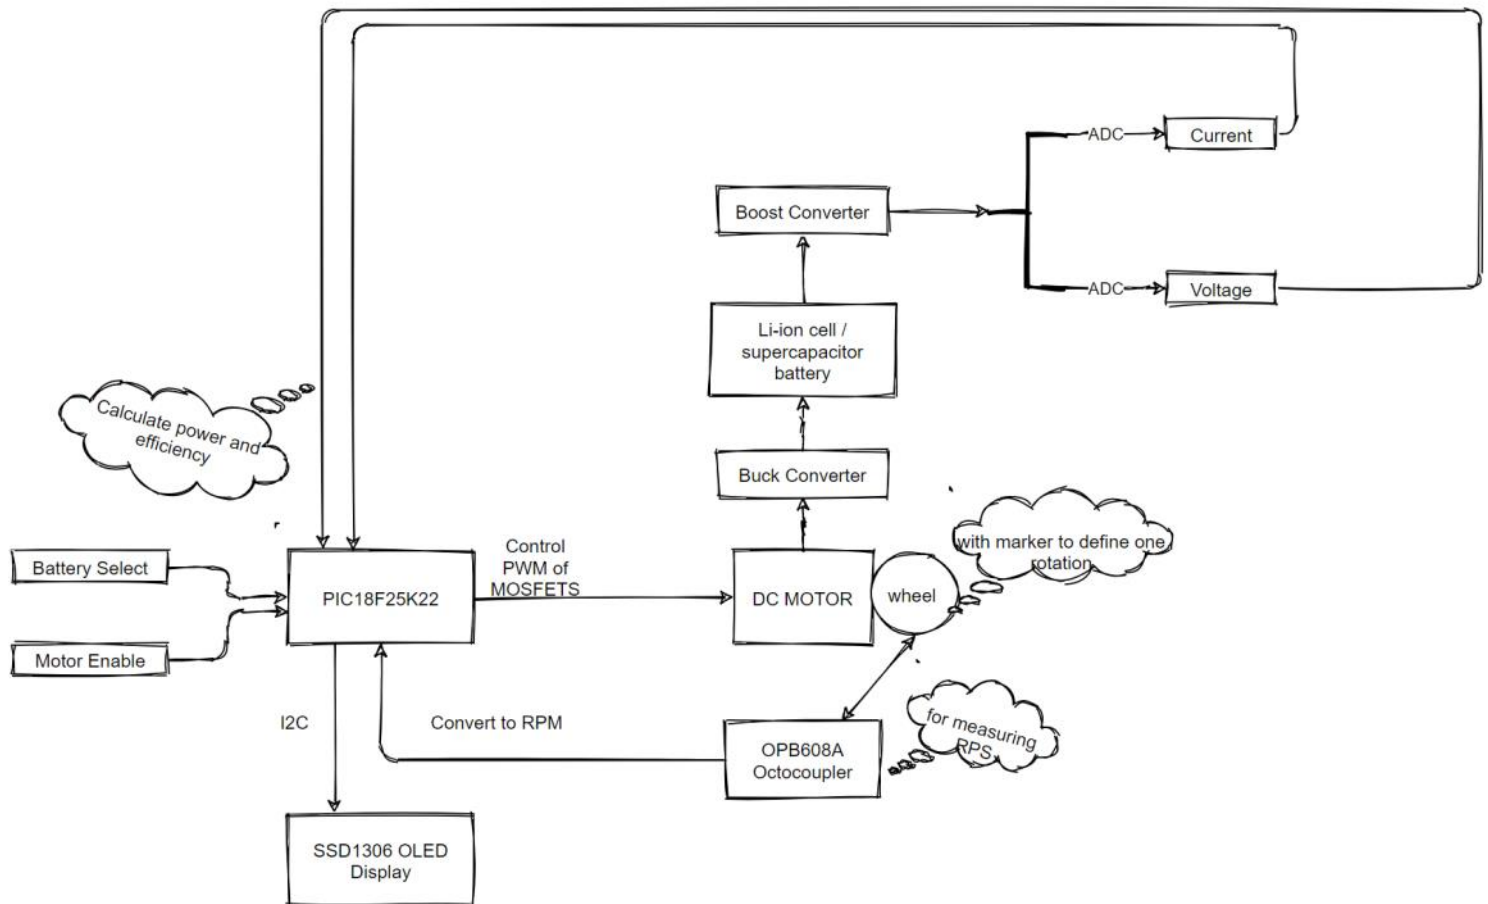 ADC
Current
Boost Converter
ADC
Voltage
Li-ion cell /
supercapacitor
battery
Calculate power and
efficiency
Buck Converter
with marker to define one
rotation
Battery Select
Control
PWM of
MOSFETS
PIC18F25K22
DC MOTOR
wheel
Motor Enable
I2C
Convert to RPM
for measuring
RPS
OPB608A
Octocoupler
SSD1306 OLED
Display